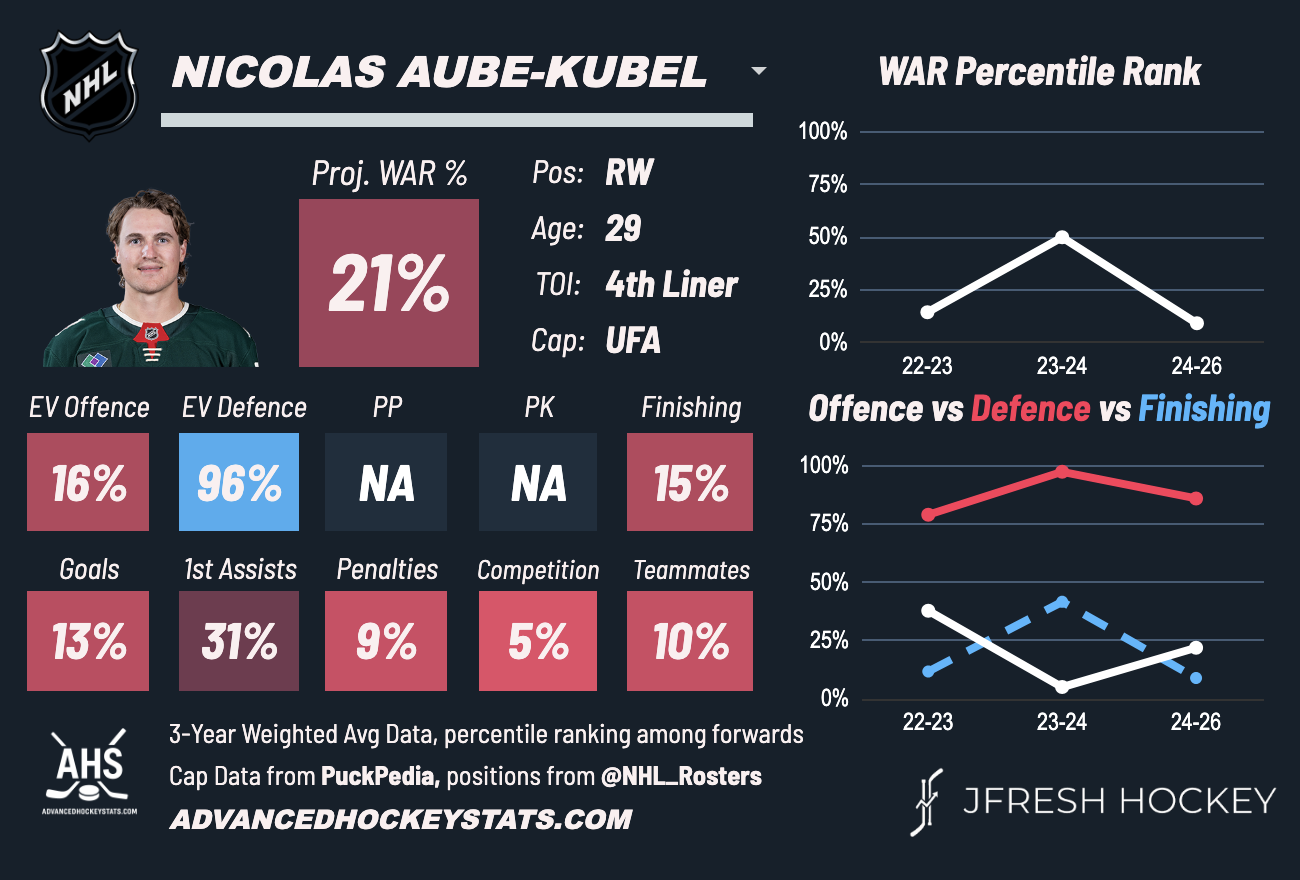 NHL
NICOLAS AUBE-KUBEL
Proj. WAR %
21%
Pos: RW
Age: 29
TOI: 4th Liner
Cap: UFA
EV Offence EV Defence PP PK Finishing
16% 96% NA NA 15%
Goals 1st Assists Penalties Competition Teammates
13% 31% 9% 5% 10%
WAR Percentile Rank
100%
75%
50%
25%
0%
22-23 23-24 24-26
Offence vs Defence vs Finishing
100%
75%
50%
25%
0%
22-23 23-24 24-26
AHS
ADVANCEDHOCKEYSTATS.COM
3-Year Weighted Avg Data, percentile ranking among forwards
Cap Data from PuckPedia, positions from @NHL_Rosters
ADVANCEDHOCKEYSTATS.COM
JFRESH HOCKEY